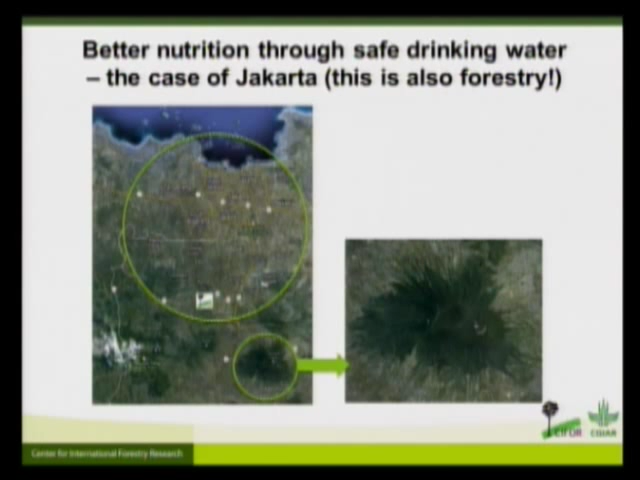 Better nutrition through safe drinking water
– the case of Jakarta (this is also forestry!)
CIFOR
CGIAR
Center for International Forestry Research